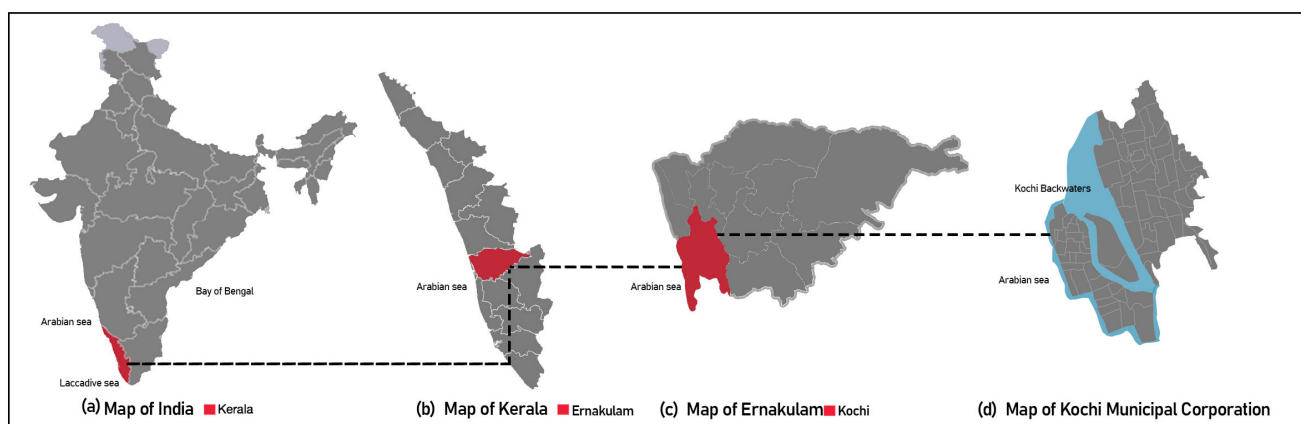 Bay of Bengal
Arabian sea
Laccadive sea
(a) Map of India Kerala
Arabian sea
(b) Map of Kerala Ernakulam
Arabian sea
(c) Map of Ernakulam Kochi
Kochi Backwaters
Arabian sea
(d) Map of Kochi Municipal Corporation